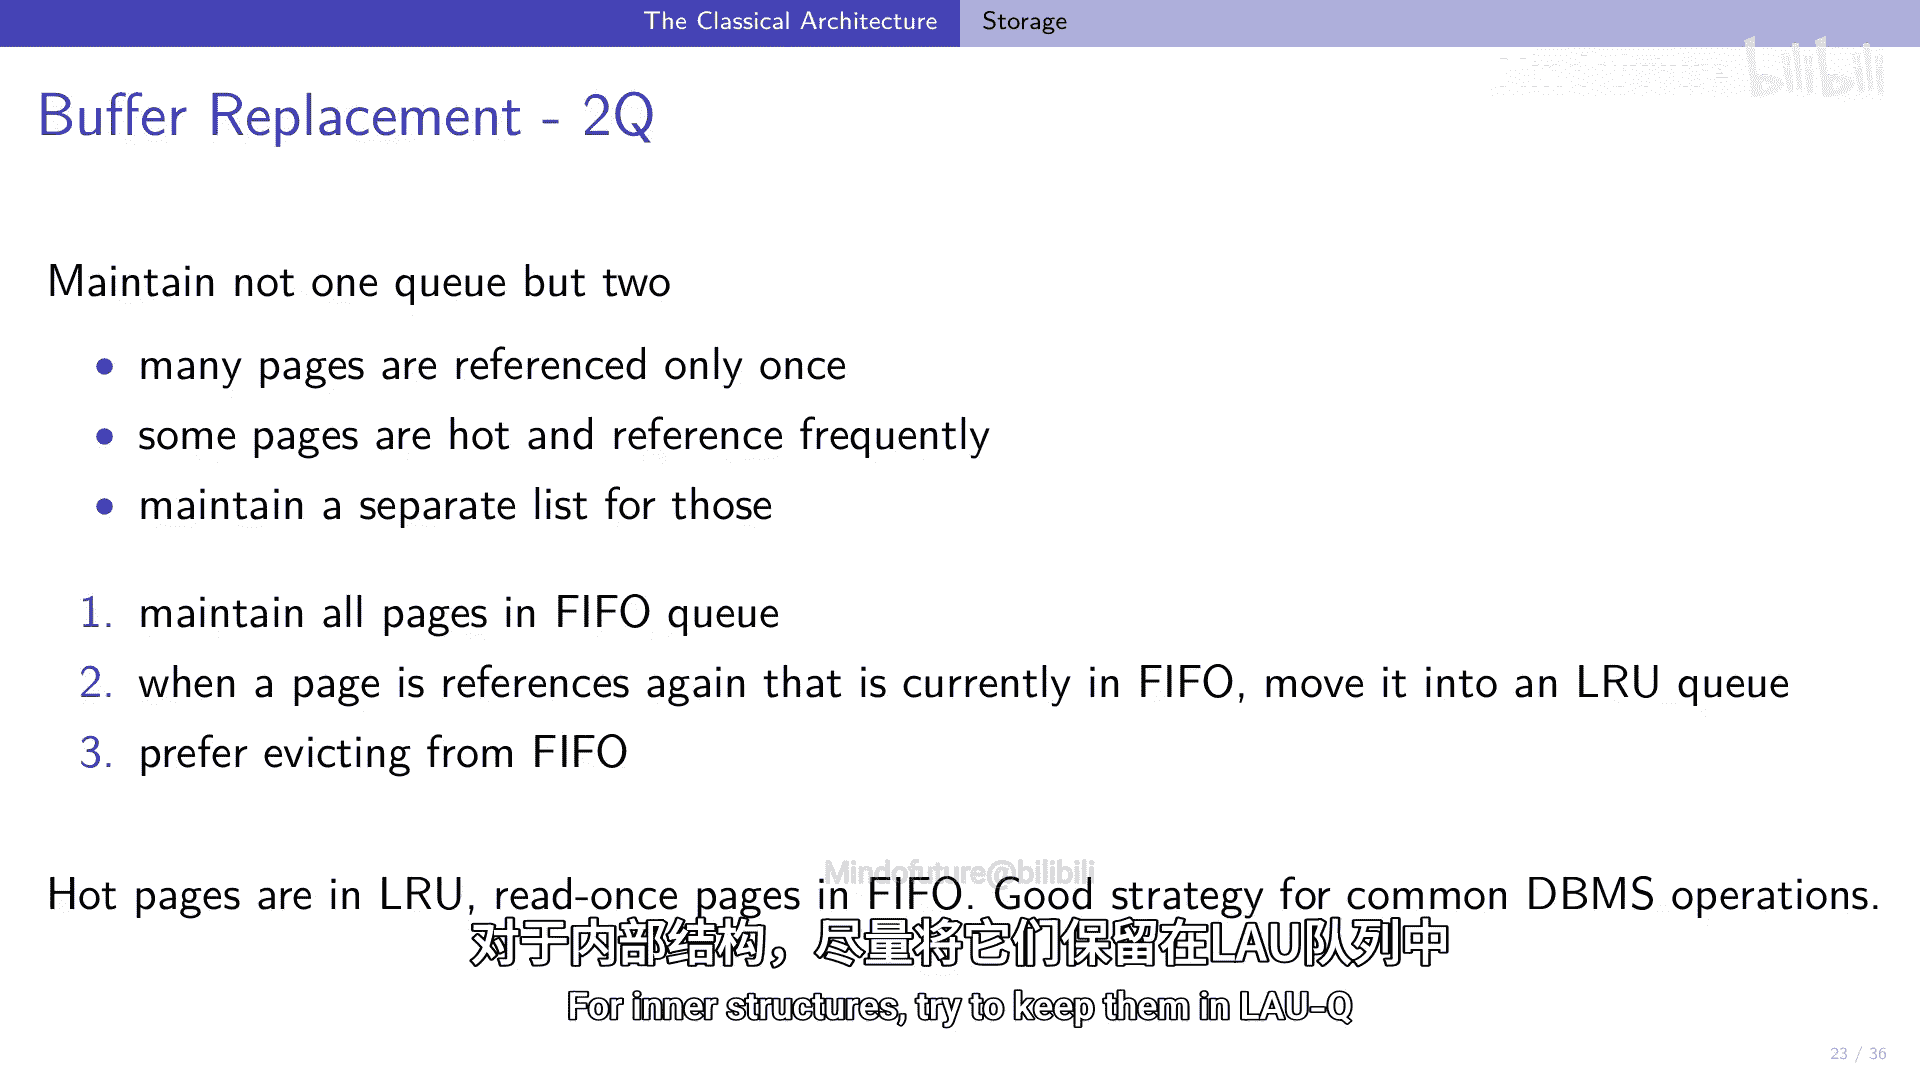 The Classical Architecture Storage
bilibili
Buffer Replacement - 2Q
Maintain not one queue but two
• many pages are referenced only once
• some pages are hot and reference frequently
• maintain a separate list for those
1. maintain all pages in FIFO queue
2. when a page is references again that is currently in FIFO, move it into an LRU queue
3. prefer evicting from FIFO
Mindofuture@bilibili
Hot pages are in LRU, read-once pages in FIFO. Good strategy for common DBMS operations.
对于内部结构，尽量将它们保留在LAU队列中
For inner structures, try to keep them in LAU-Q
23 / 36